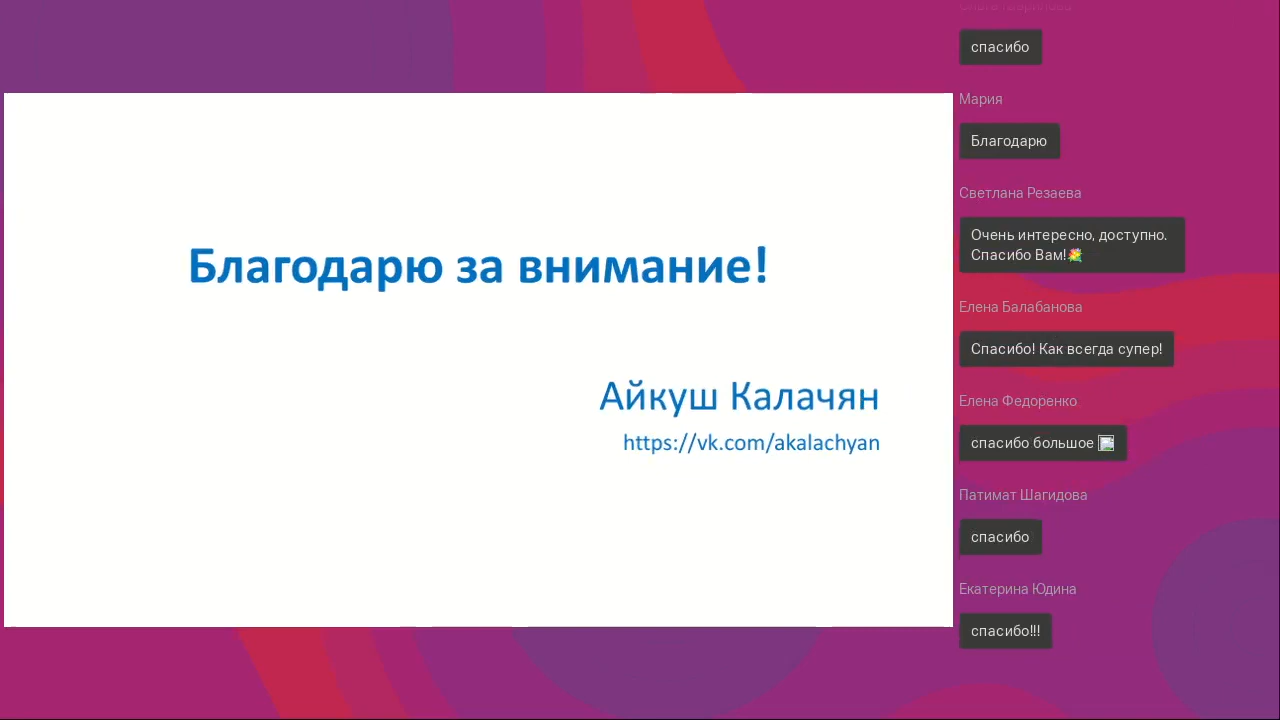 Благодарю за внимание!
Айкуш Калачян
https://vk.com/akalachyan
спасибо
Мария
Благодарю
Светлана Резаева
Очень интересно, доступно.
Спасибо Вам!💐
Елена Балабанова
Спасибо! Как всегда супер!
Елена Федоренко
спасибо большое
Патимат Шагидова
спасибо
Екатерина Юдина
спасибо!!!